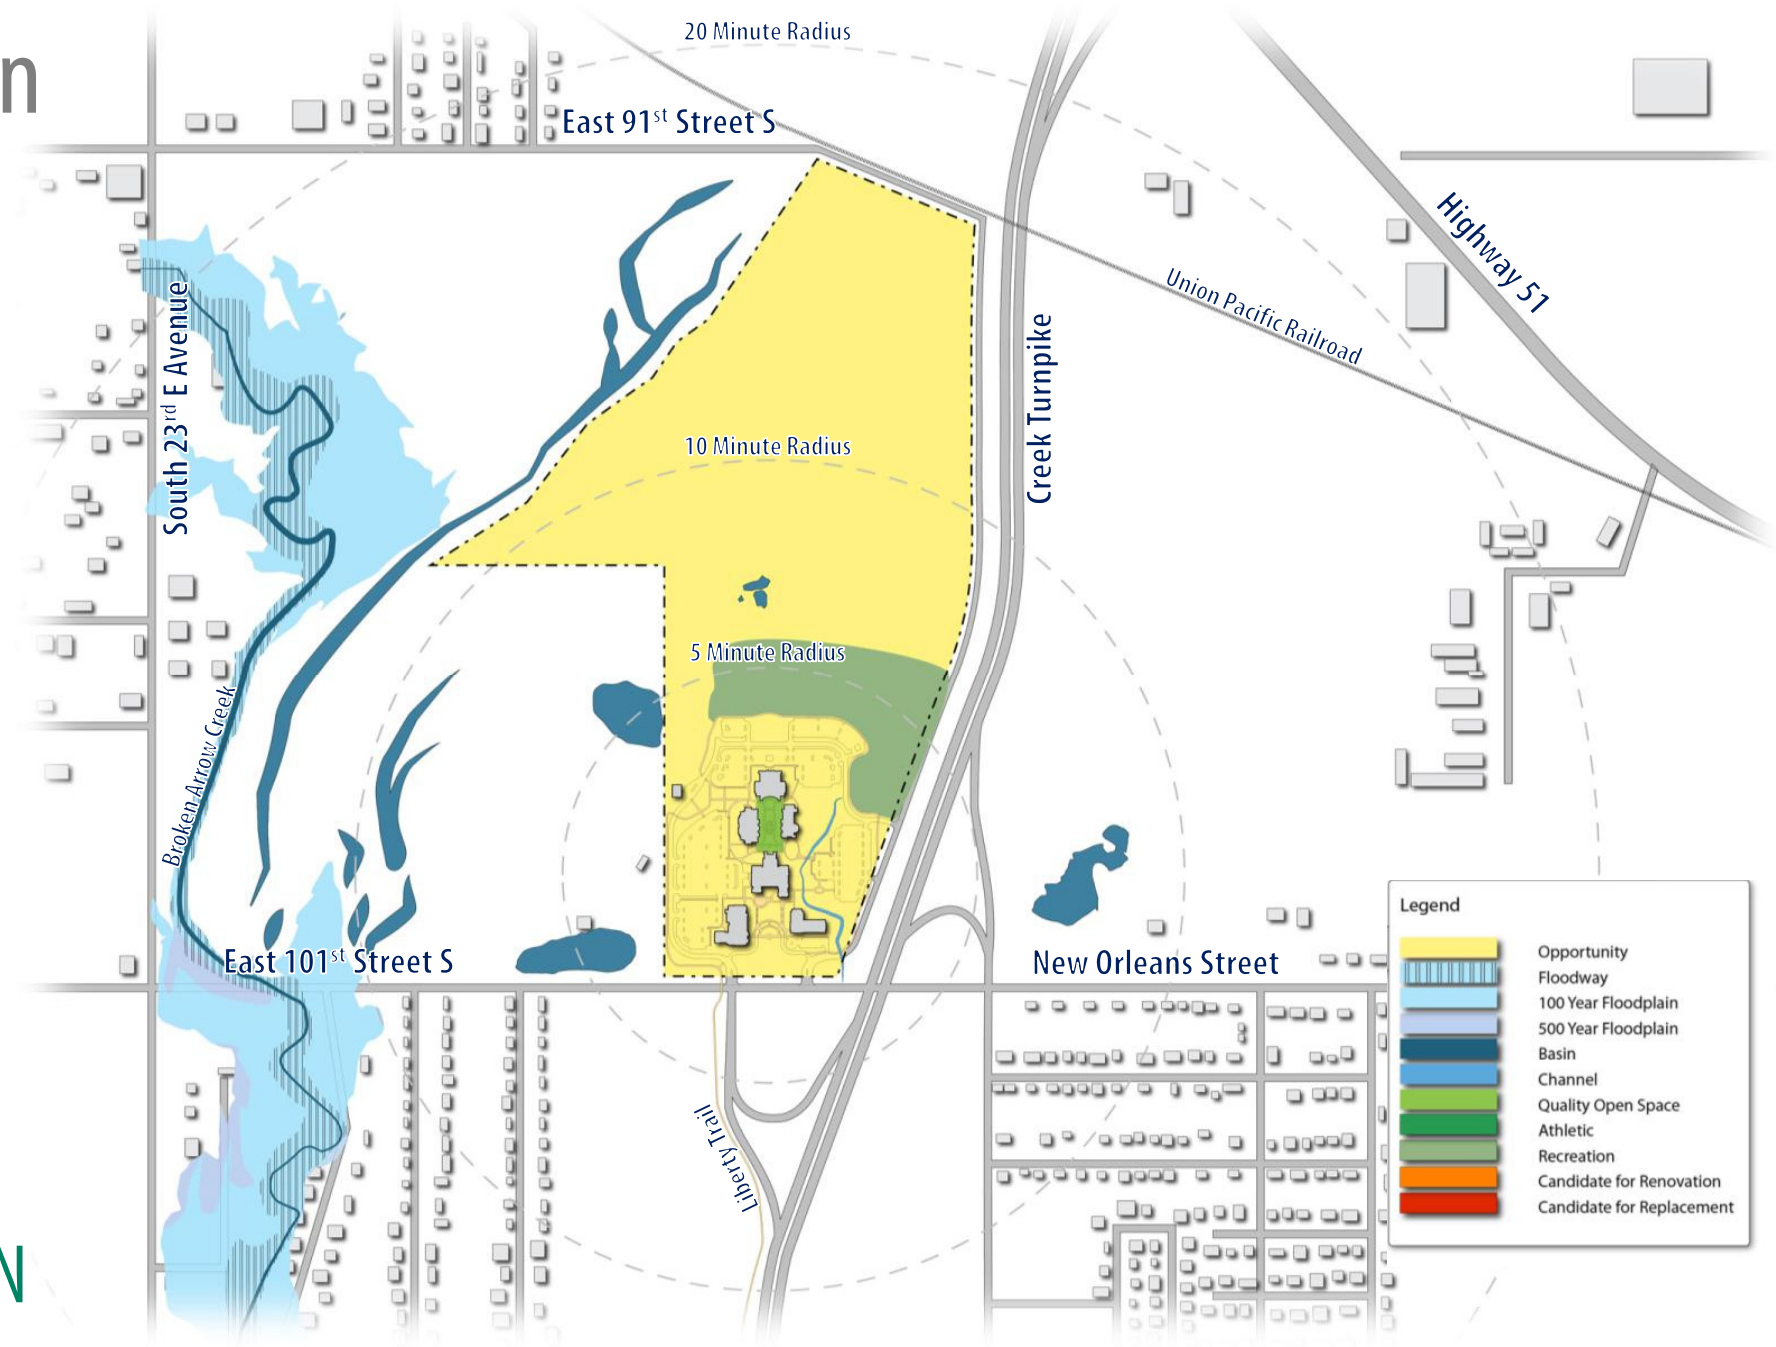 n
20 Minute Radius
East 91st Street S
Highway 51
Union Pacific Railroad
South 23rd E Avenue
Creek Turnpike
10 Minute Radius
5 Minute Radius
Broken Arrow Creek
East 101st Street S
New Orleans Street
Liberty Trail
N
Legend
Opportunity
Floodway
100 Year Floodplain
500 Year Floodplain
Basin
Channel
Quality Open Space
Athletic
Recreation
Candidate for Renovation
Candidate for Replacement